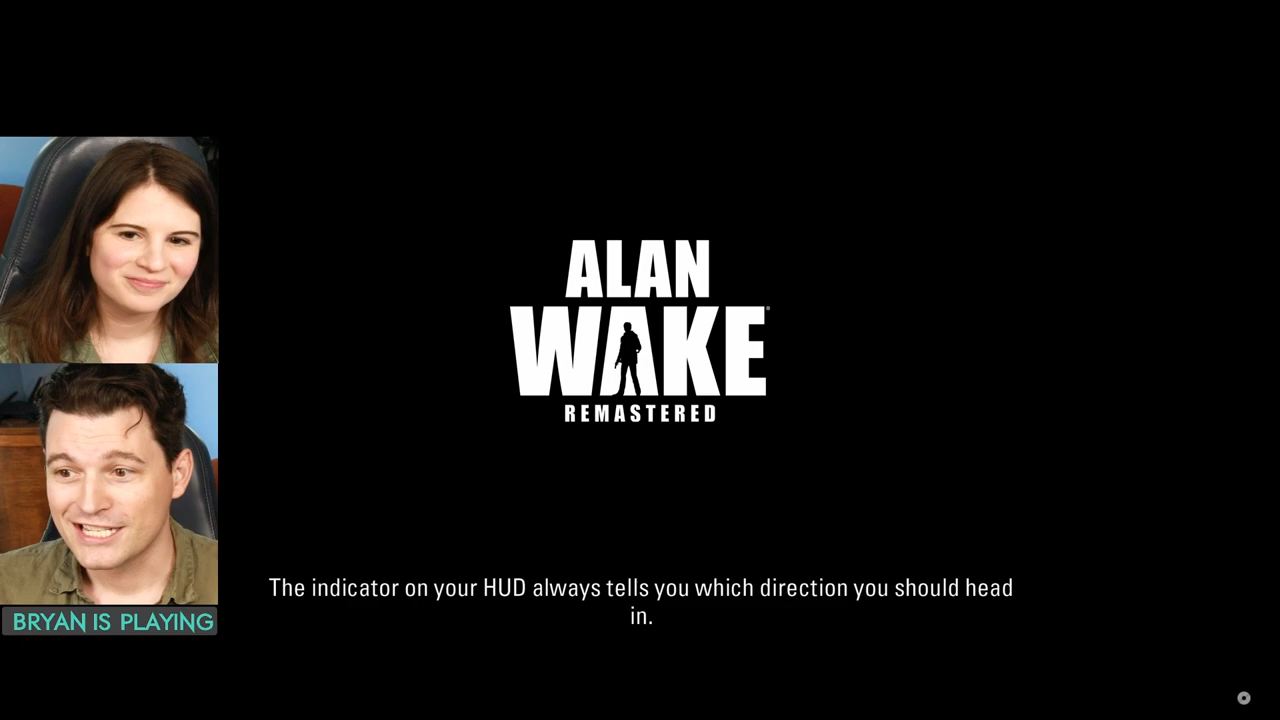 ALAN
WAKE
REMASTERED
The indicator on your HUD always tells you which direction you should head
in.
BRYAN IS PLAYING